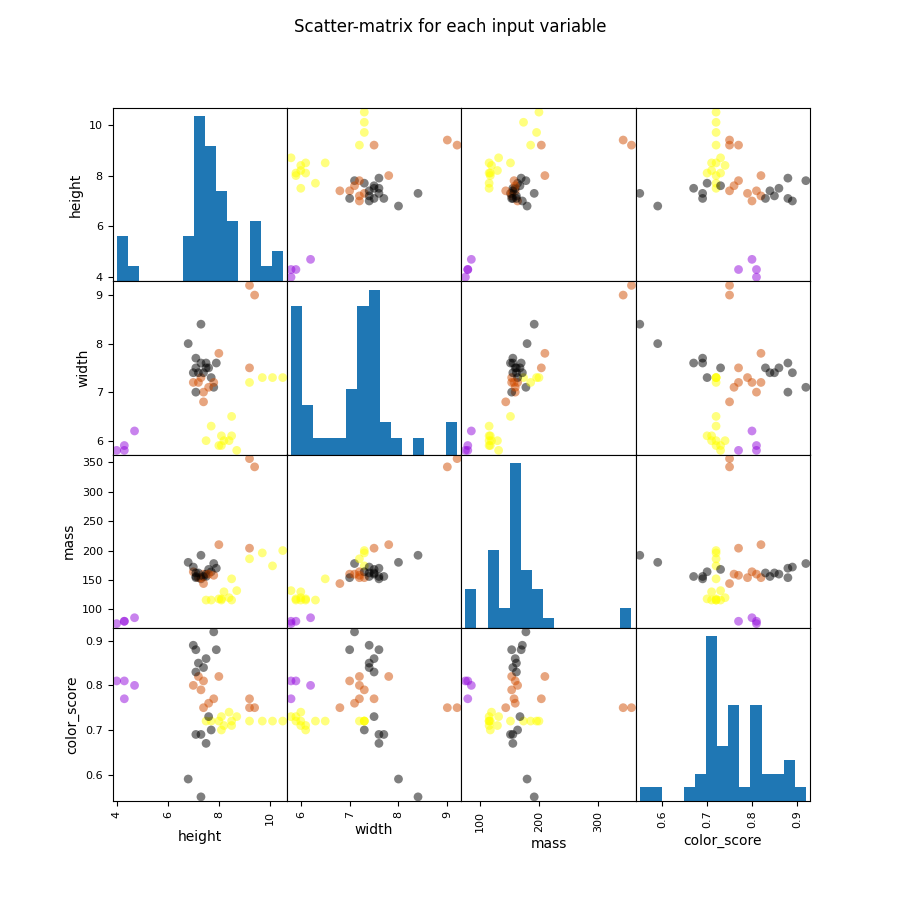 Scatter-matrix for each input variable
height
10
8
6
4
width
9
8
7
6
mass
350
300
250
200
150
100
color_score
0.9
0.8
0.7
0.6
4 6 8 10
height
6 7 8 9
width
100 200 300
mass
0.6 0.7 0.8 0.9
color_score